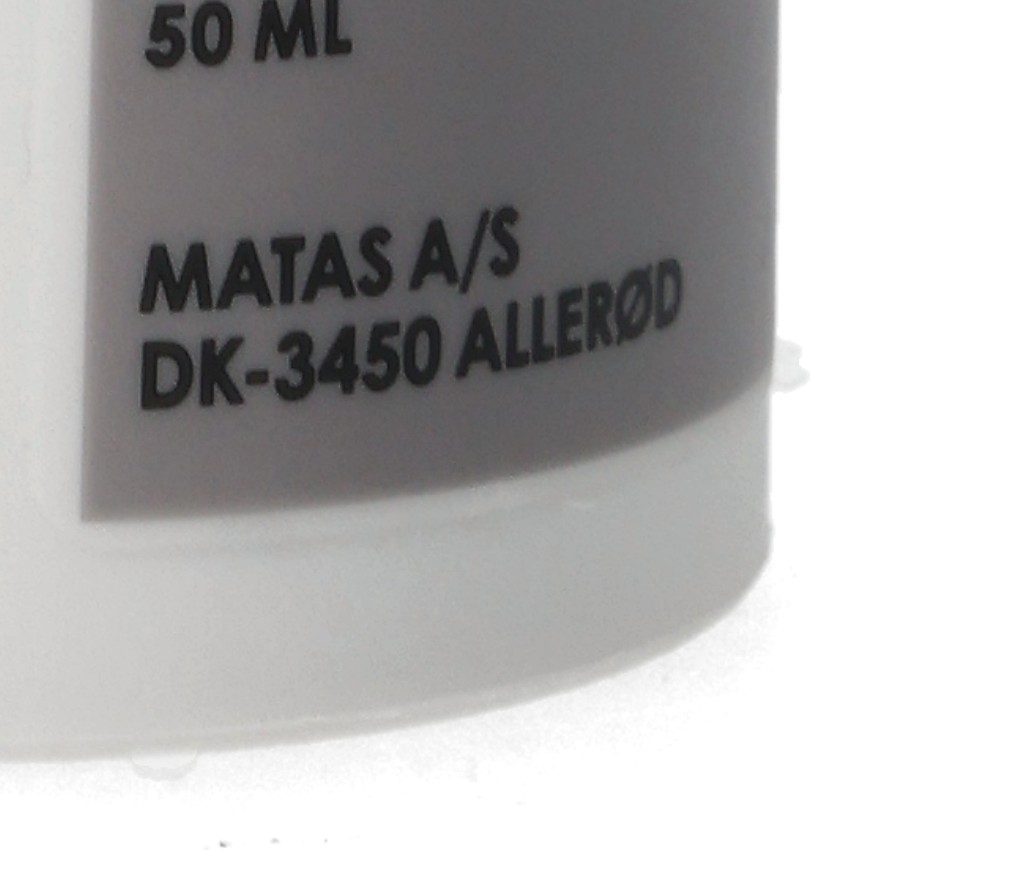 50 ML
MATAS A/S
DK-3450 ALLERØD